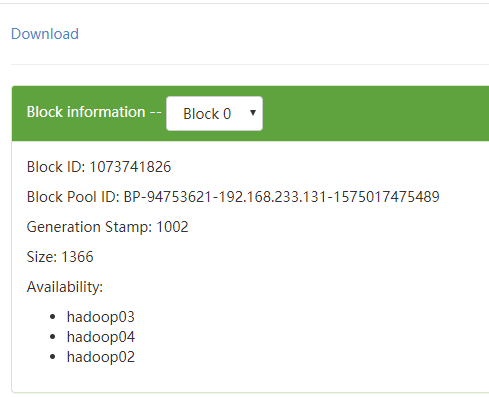 Download
Block information -- Block 0
Block ID: 1073741826
Block Pool ID: BP-94753621-192.168.233.131-1575017475489
Generation Stamp: 1002
Size: 1366
Availability:
hadoop03
hadoop04
hadoop02